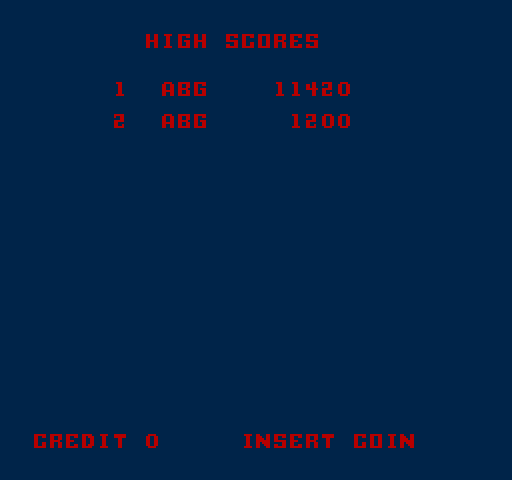 HIGH SCORES
1 ABG 11420
2 ABG 1200
CREDIT 0 INSERT COIN